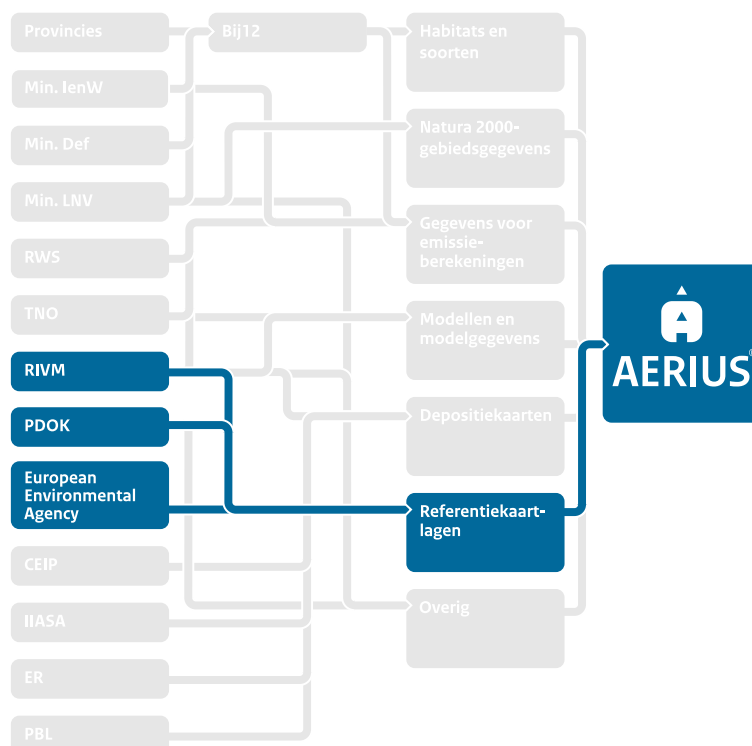 Provincies
Min. IenW
Min. Def
Min. LNV
RWS
TNO
RIVM
PDOK
European
Environmental
Agency
CEIP
IIASA
ER
PBL
Bij12
Habitats en
soorten
Natura 2000-
gebiedsgegevens
Gegevens voor
emissie-
berekeningen
Modellen en
modelgegevens
Depositiekaarten
Referentiekaart-
lagen
Overig
AERIUS®